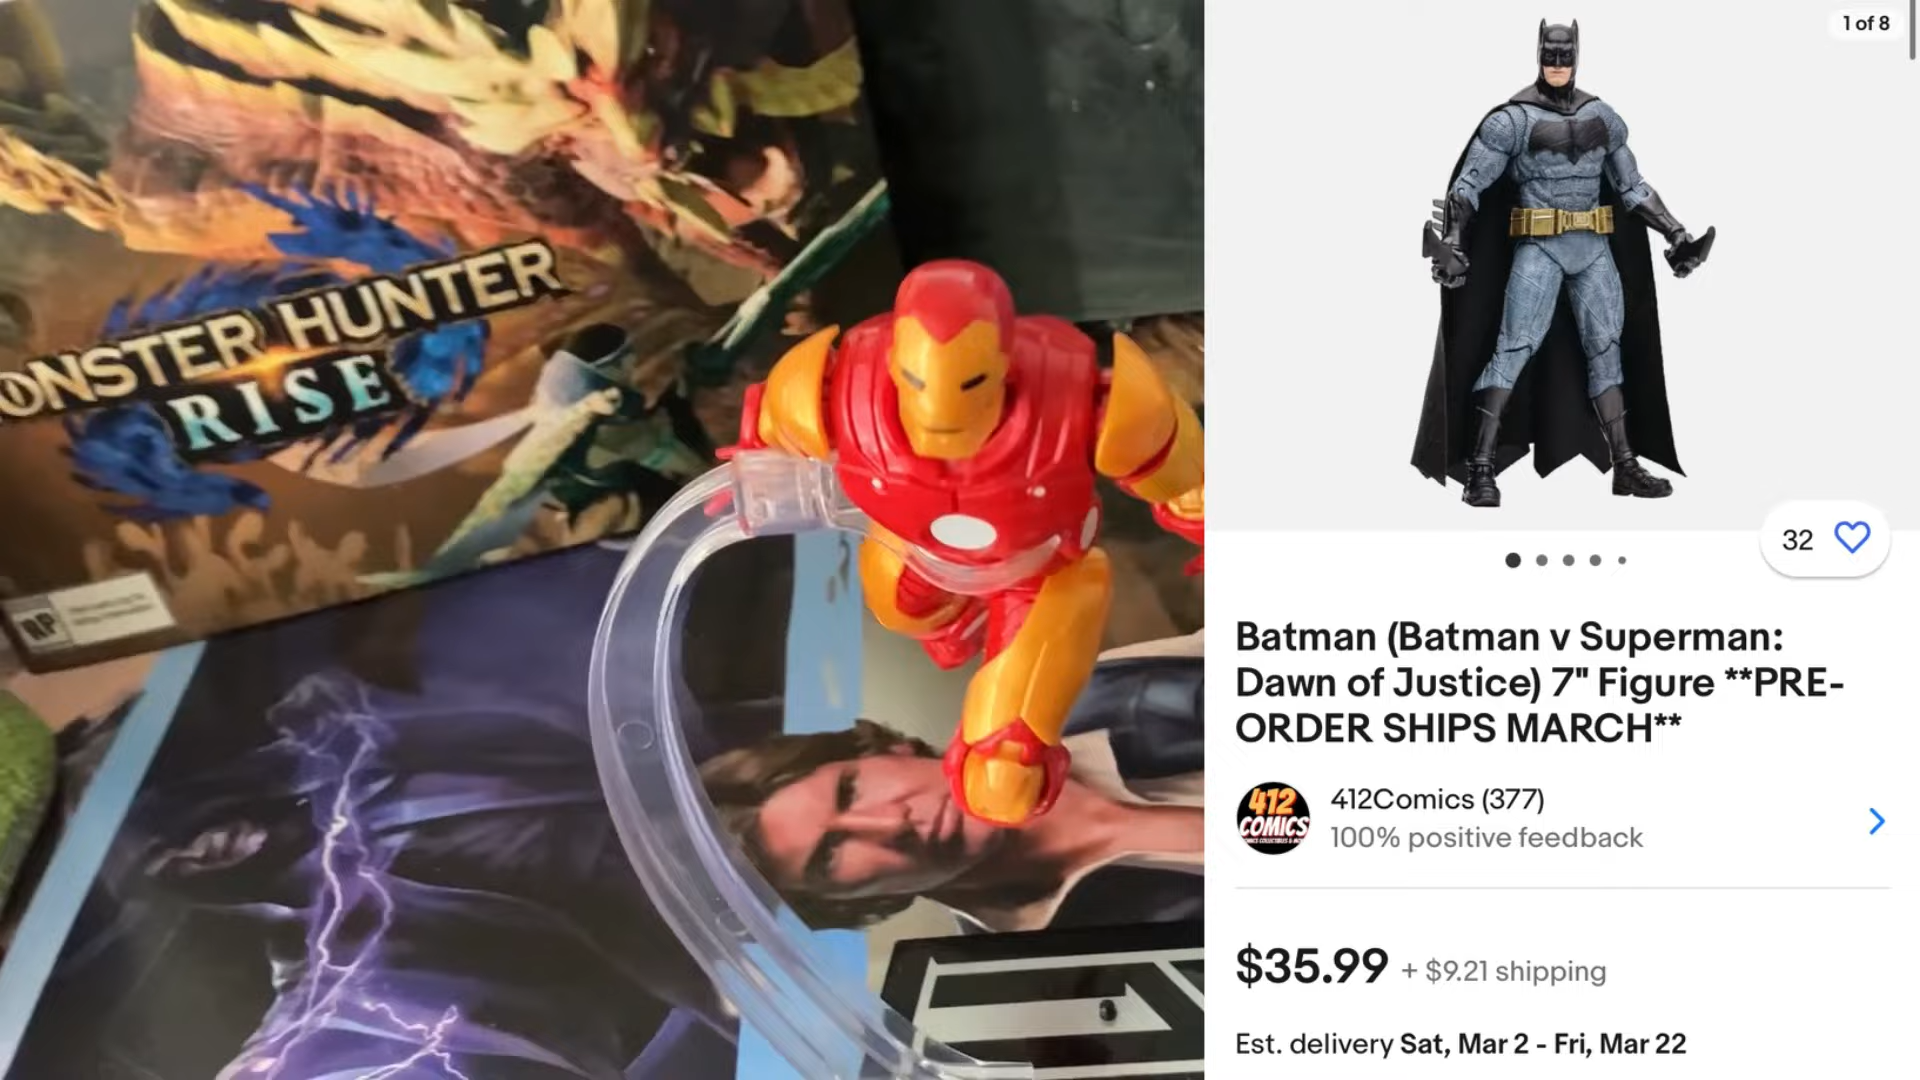 ONSTER HUNTER
RISE
RP
1 of 8
32
Batman (Batman v Superman:
Dawn of Justice) 7" Figure **PRE-
ORDER SHIPS MARCH**
412
COMICS
412Comics (377)
100% positive feedback
$35.99 + $9.21 shipping
Est. delivery Sat, Mar 2 - Fri, Mar 22